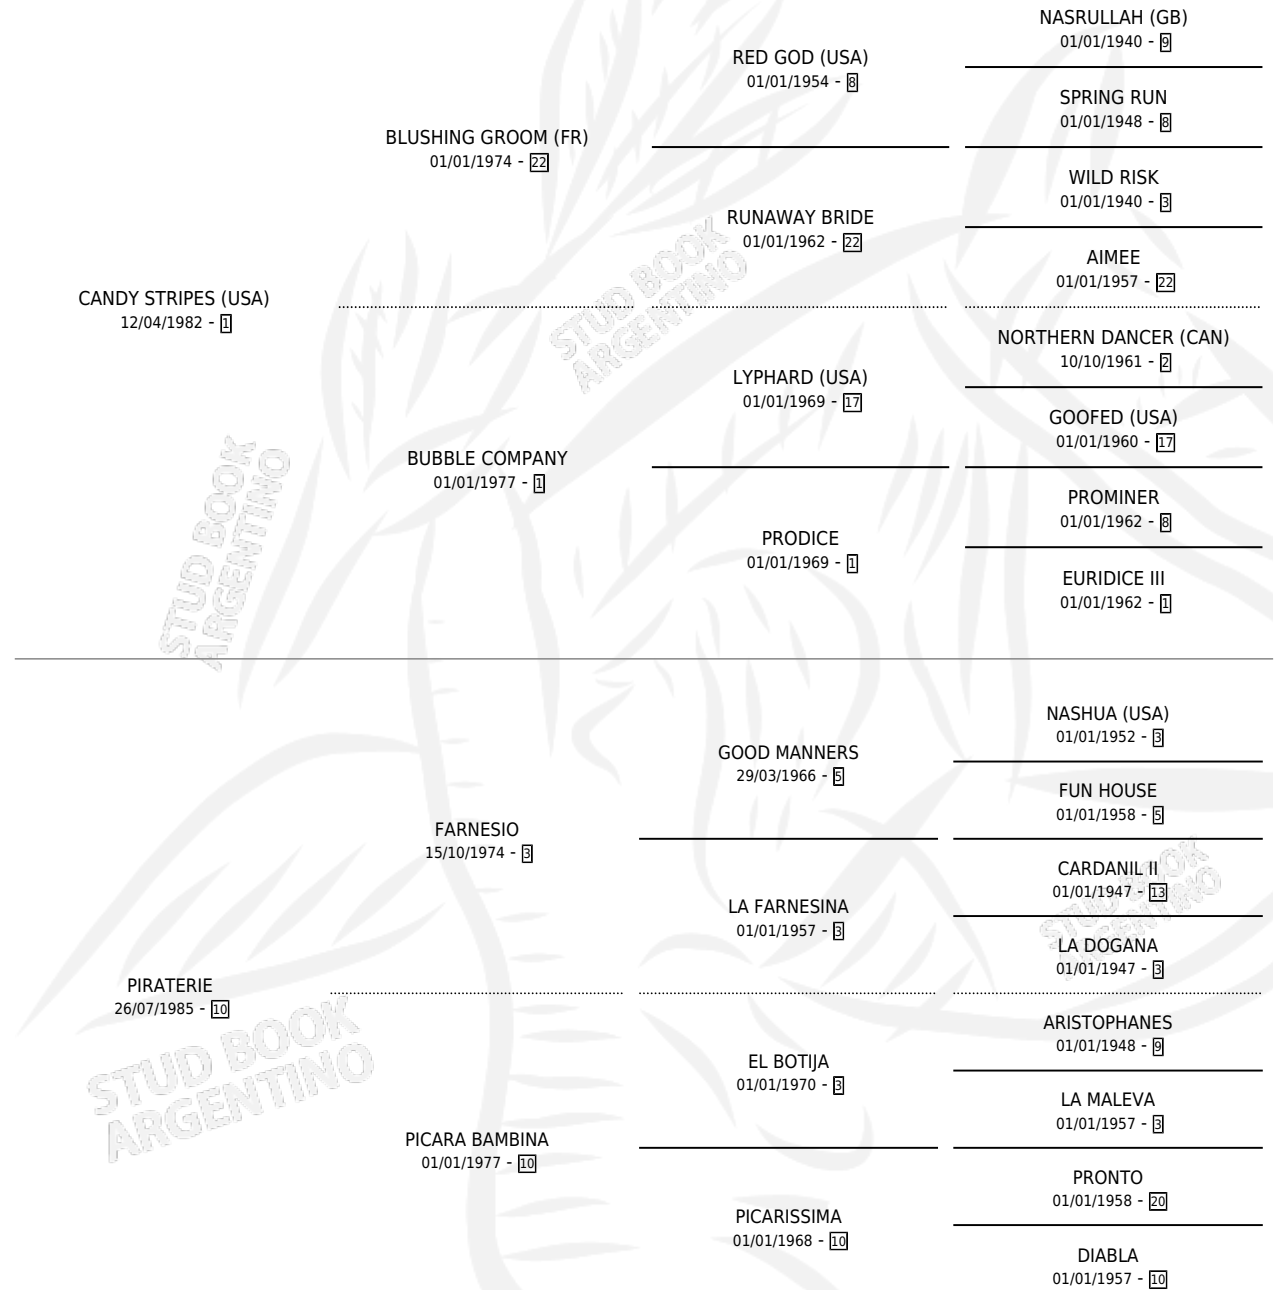 NASRULLAH (GB)
01/01/1940 - 9
RED GOD (USA)
01/01/1954 - 8
SPRING RUN
01/01/1948 - 8
BLUSHING GROOM (FR)
01/01/1974 - 22
WILD RISK
01/01/1940 - 3
RUNAWAY BRIDE
01/01/1962 - 22
AIMEE
01/01/1957 - 22
CANDY STRIPES (USA)
12/04/1982 - 1
NORTHERN DANCER (CAN)
10/10/1961 - 2
LYPHARD (USA)
01/01/1969 - 17
GOOFED (USA)
01/01/1960 - 17
BUBBLE COMPANY
01/01/1977 - 1
PROMINER
01/01/1962 - 8
PRODICE
01/01/1969 - 1
EURIDICE III
01/01/1962 - 1
STUD BOOK
ARGENTINO
STUD BOOK
ARGENTINO
NASHUA (USA)
01/01/1952 - 3
GOOD MANNERS
29/03/1966 - 5
FUN HOUSE
01/01/1958 - 5
FARNESIO
15/10/1974 - 3
CARDANIL II
01/01/1947 - 13
LA FARNESINA
01/01/1957 - 3
LA DOGANA
01/01/1947 - 3
STUD BOOK
ARGENTINO
PIRATERIE
26/07/1985 - 10
ARISTOPHANES
01/01/1948 - 9
EL BOTIJA
01/01/1970 - 3
LA MALEVA
01/01/1957 - 3
PICARA BAMBINA
01/01/1977 - 10
PRONTO
01/01/1958 - 20
PICARISSIMA
01/01/1968 - 10
DIABLA
01/01/1957 - 10
STUD BOOK
ARGENTINO